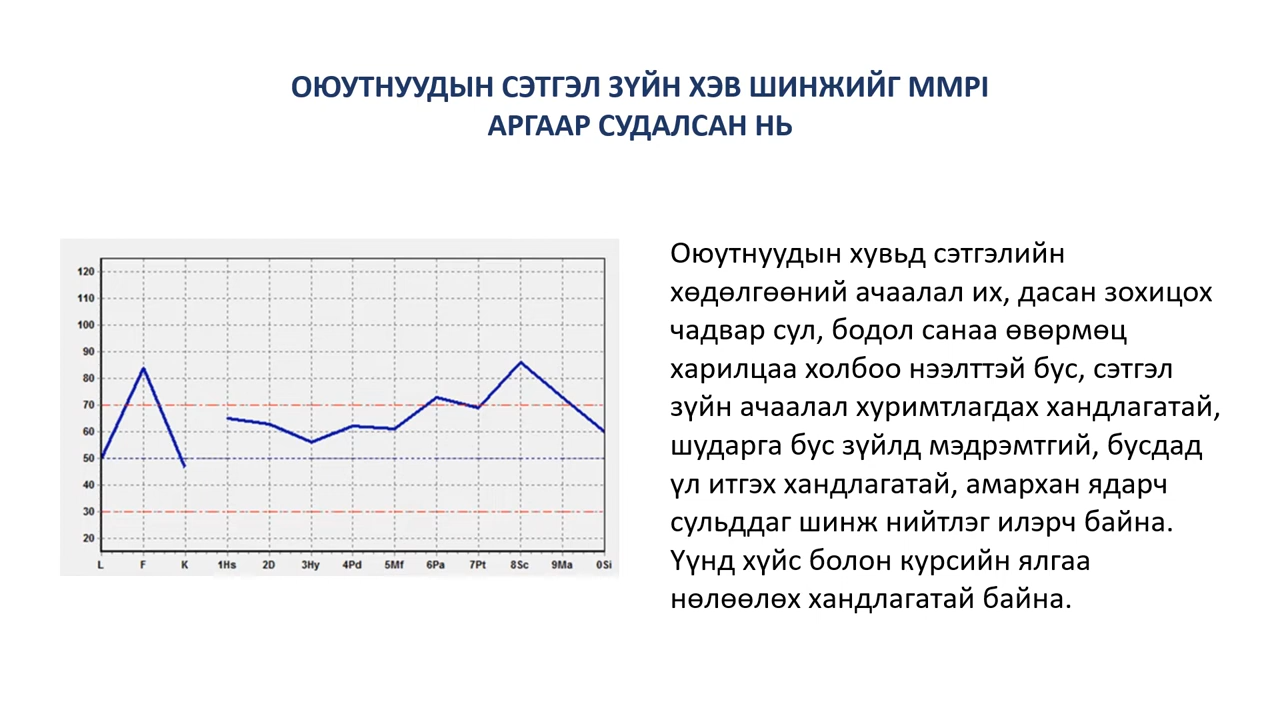 ОЮУТНУУДЫН СЭТГЭЛ ЗҮЙН ХЭВ ШИНЖИЙГ MMPI
АРГААР СУДАЛСАН НЬ
120
110
100
90
80
70
60
50
40
30
20
L F K 1Hs 2D 3Hy 4Pd 5Mf 6Pa 7Pt 8Sc 9Ma 0Si
Оюутнуудын хувьд сэтгэлийн
хөдөлгөөний ачаалал их, дасан зохицох
чадвар сул, бодол санаа өвөрмөц
харилцаа холбоо нээлттэй бус, сэтгэл
зүйн ачаалал хуримтлагдах хандлагатай,
шударга бус зүйлд мэдрэмтгий, бусдад
үл итгэх хандлагатай, амархан ядарч
сульддаг шинж нийтлэг илэрч байна.
Үүнд хүйс болон курсийн ялгаа
нөлөөлөх хандлагатай байна.